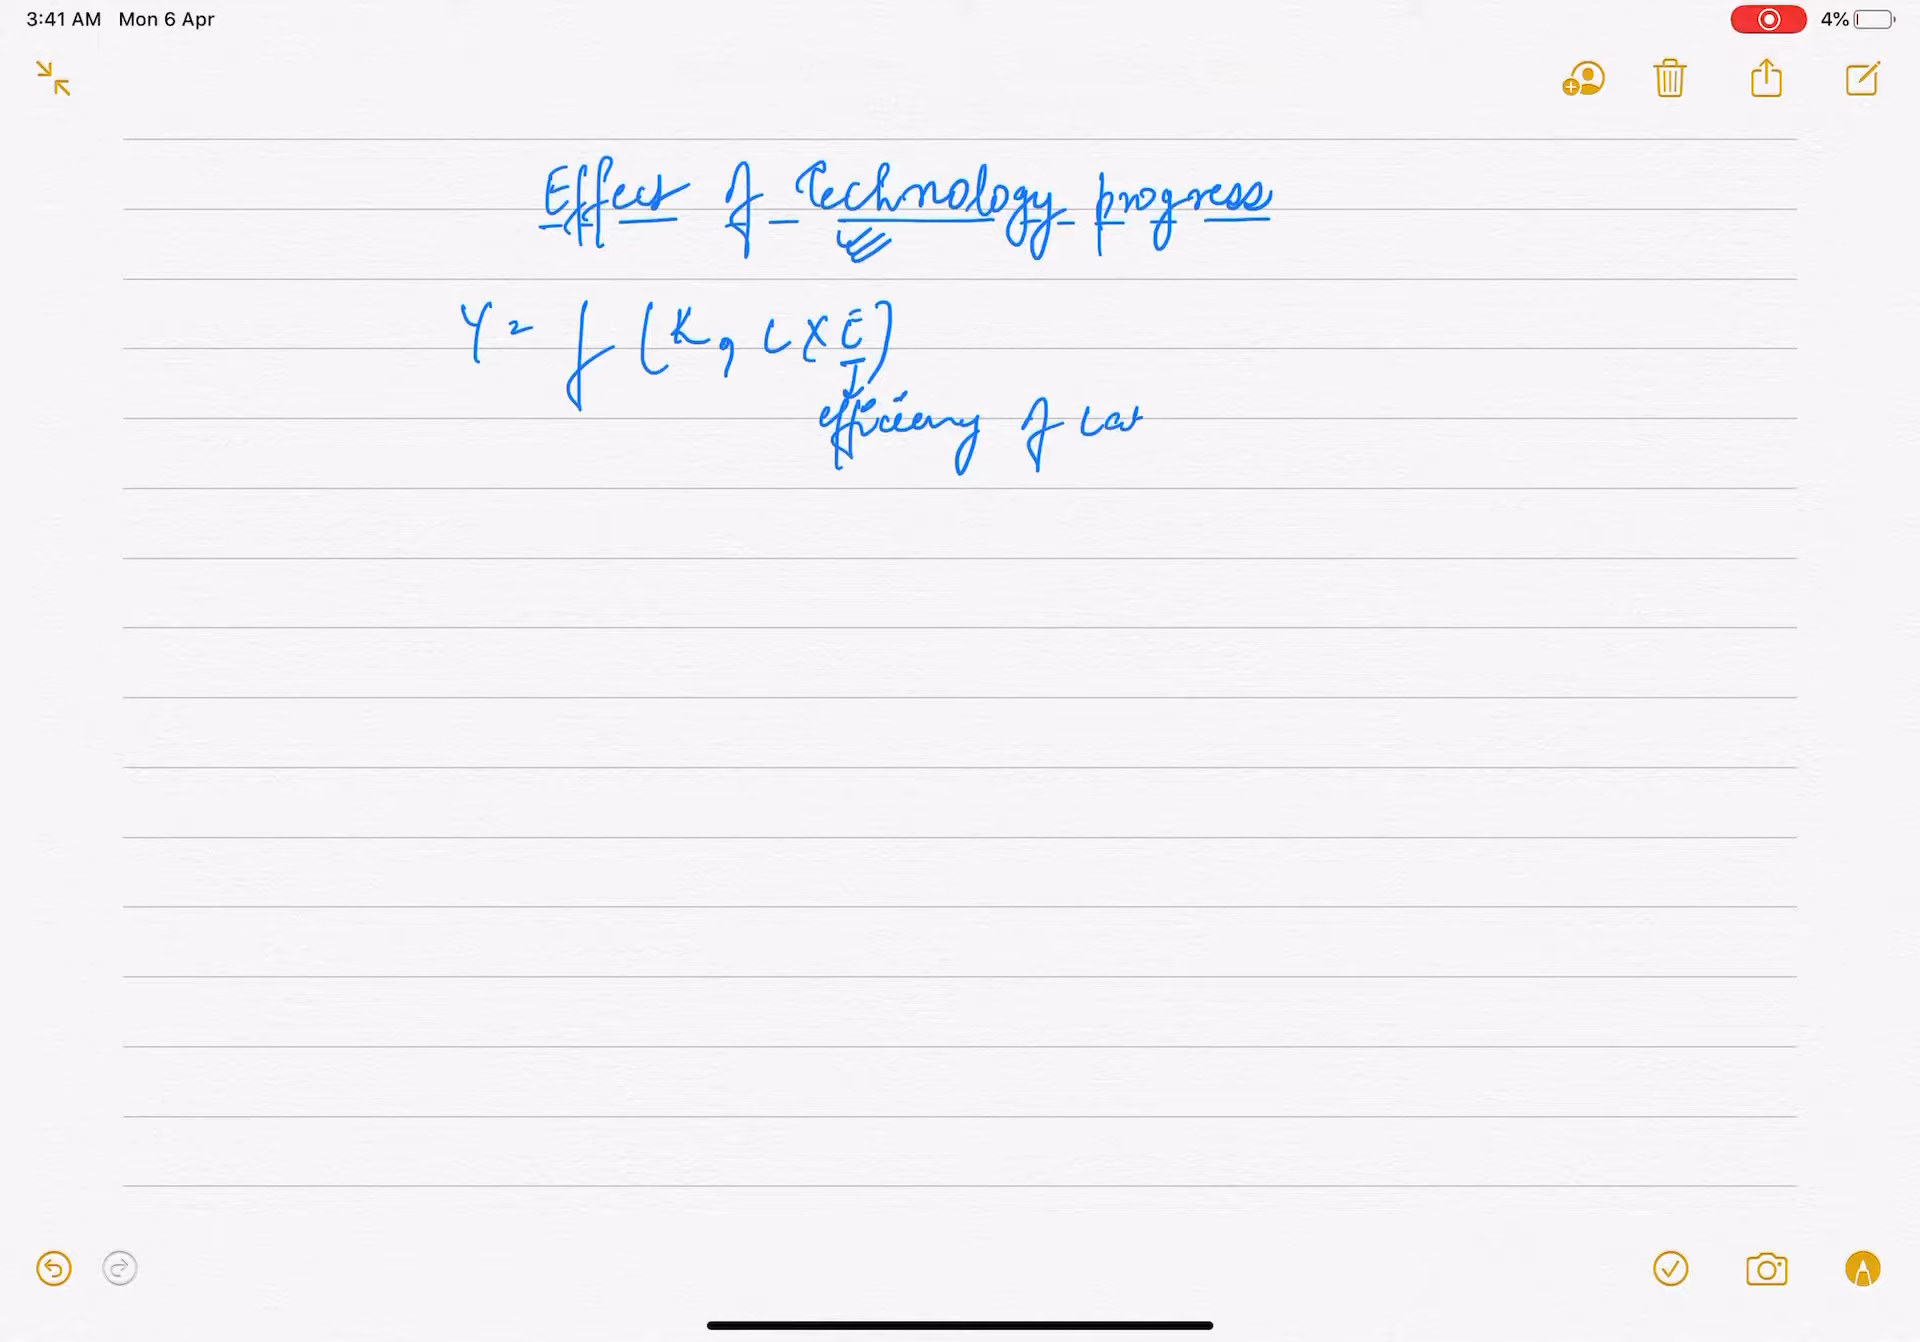 3:41 AM Mon 6 Apr 4%
Effect of Technology progress
Y = f (K, L X E)
efficiency of Lab